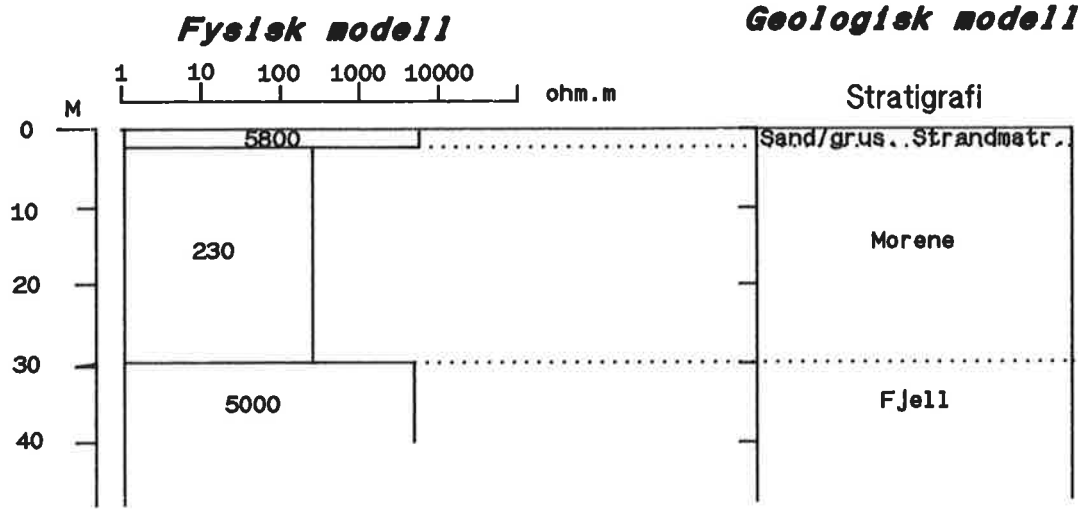 Fysisk modell
Geologisk modell
1 10 100 1000 10000
ohm.m
M
Stratigrafi
0
5800
Sand/grus. Strandmatr.
10
230
Morene
20
30
5000
Fjell
40